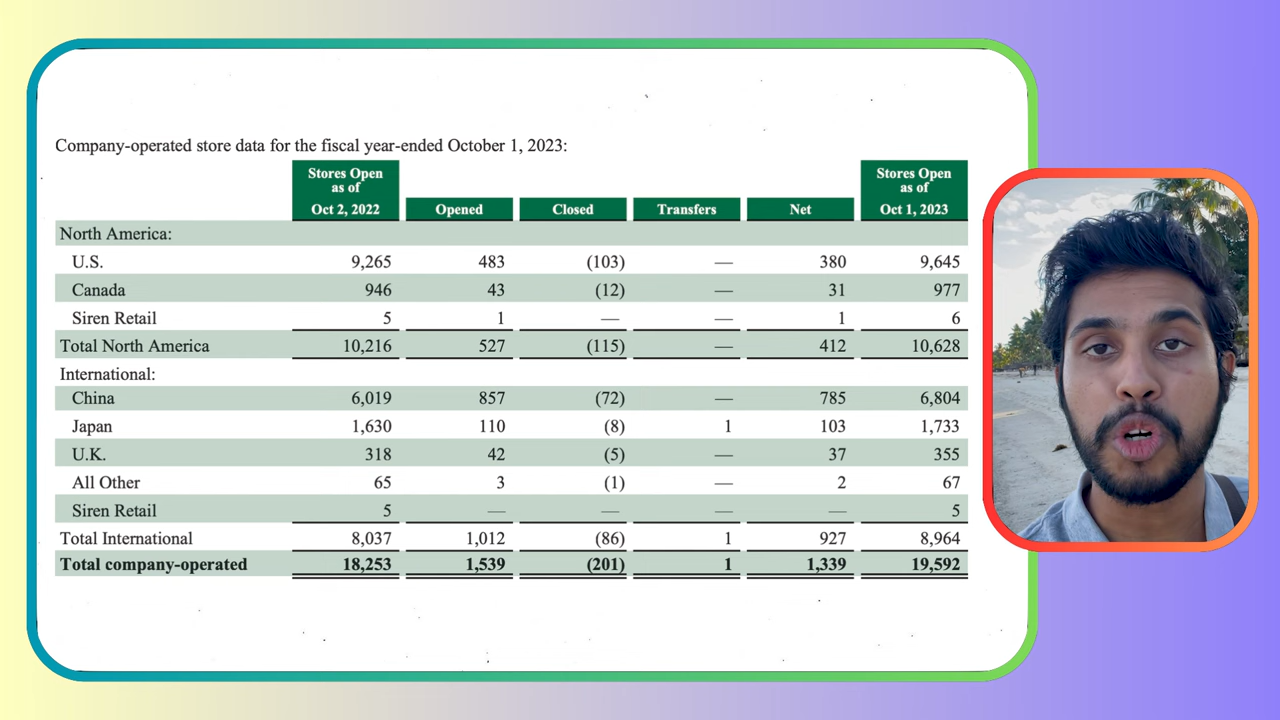 Company-operated store data for the fiscal year-ended October 1, 2023:
Stores Open as of Oct 2, 2022 Opened Closed Transfers Net Stores Open as of Oct 1, 2023
North America:
U.S. 9,265 483 (103) — 380 9,645
Canada 946 43 (12) — 31 977
Siren Retail 5 1 — — 1 6
Total North America 10,216 527 (115) — 412 10,628
International:
China 6,019 857 (72) — 785 6,804
Japan 1,630 110 (8) 1 103 1,733
U.K. 318 42 (5) — 37 355
All Other 65 3 (1) — 2 67
Siren Retail 5 — — — — 5
Total International 8,037 1,012 (86) 1 927 8,964
Total company-operated 18,253 1,539 (201) 1 1,339 19,592